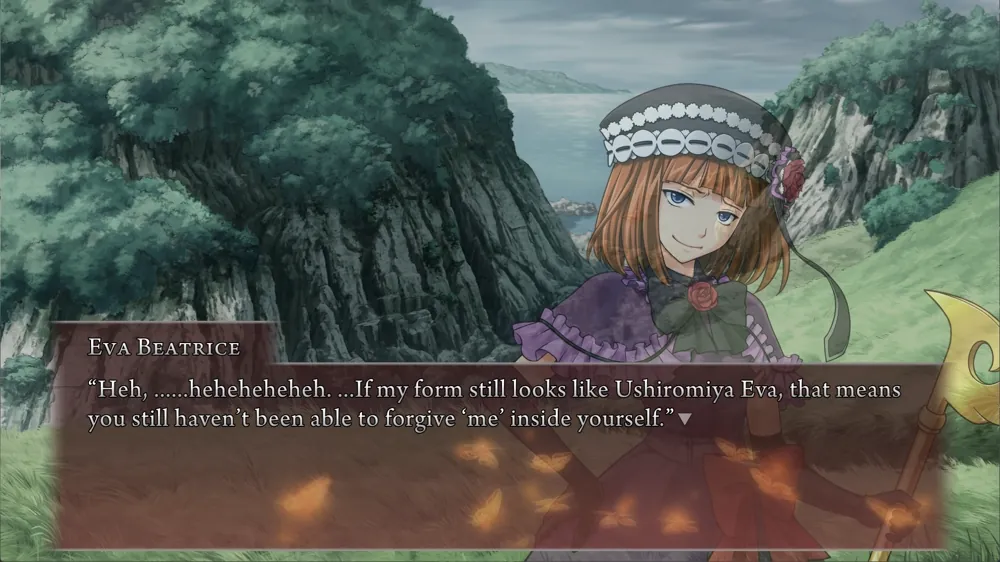 Eva Beatrice
“Heh, ......heheheheheh. ...If my form still looks like Ushiromiya Eva, that means
you still haven’t been able to forgive ‘me’ inside yourself.”